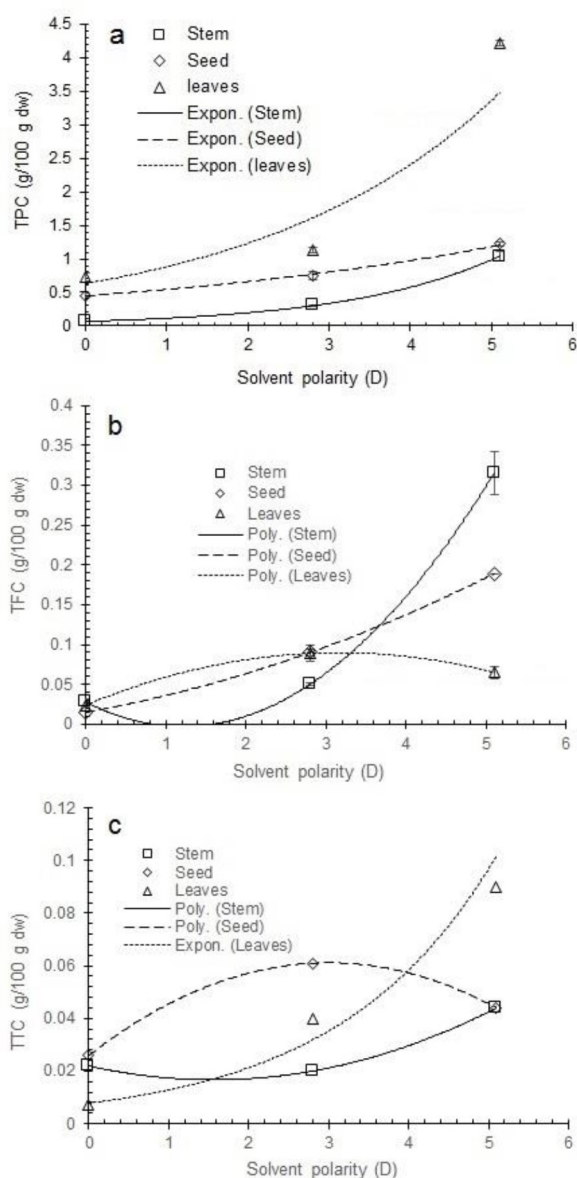 a
Stem
Seed
leaves
Expon. (Stem)
Expon. (Seed)
Expon. (leaves)
TPC (g/100 g dw)
4.5
4
3.5
3
2.5
2
1.5
1
0.5
0
0 1 2 3 4 5 6
Solvent polarity (D)
b
Stem
Seed
Leaves
Poly. (Stem)
Poly. (Seed)
Poly. (Leaves)
TFC (g/100 g dw)
0.4
0.35
0.3
0.25
0.2
0.15
0.1
0.05
0
0 1 2 3 4 5 6
Solvent polarity (D)
c
Stem
Seed
Leaves
Poly. (Stem)
Poly. (Seed)
Expon. (Leaves)
TTC (g/100 g dw)
0.12
0.1
0.08
0.06
0.04
0.02
0
0 1 2 3 4 5 6
Solvent polarity (D)